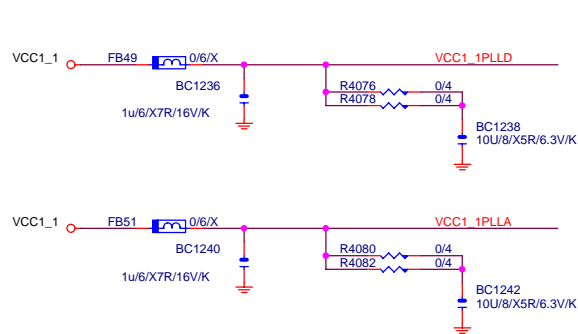 VCC1_1 FB49 0/6/X VCC1_1PLLD
BC1236
1u/6/X7R/16V/K
R4076 0/4
R4078 0/4
BC1238
10U/8/X5R/6.3V/K
VCC1_1 FB51 0/6/X VCC1_1PLLA
BC1240
1u/6/X7R/16V/K
R4080 0/4
R4082 0/4
BC1242
10U/8/X5R/6.3V/K